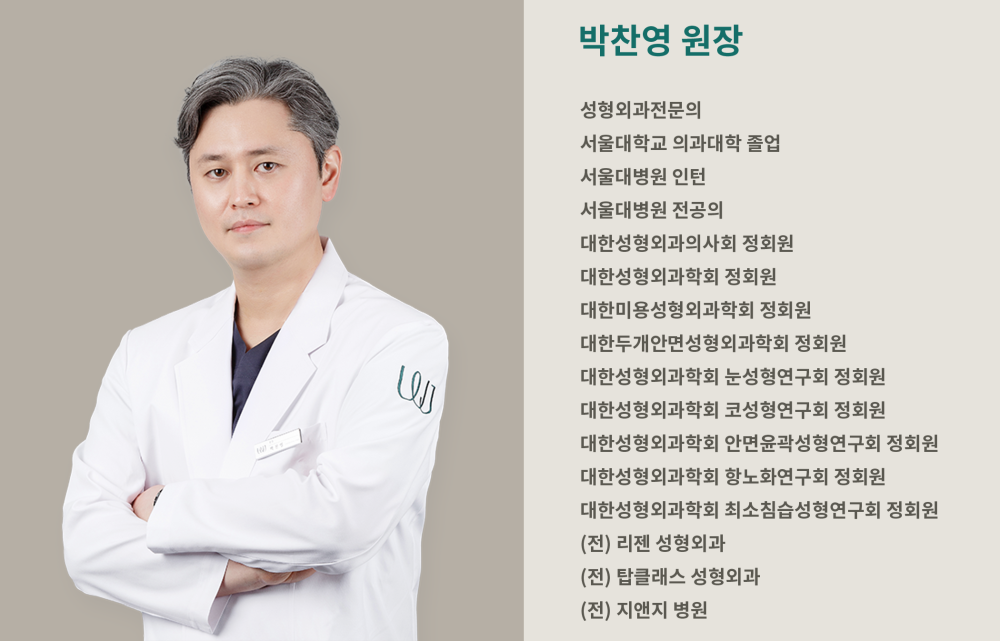 박찬영 원장
성형외과전문의
서울대학교 의과대학 졸업
서울대병원 인턴
서울대병원 전공의
대한성형외과의사회 정회원
대한성형외과학회 정회원
대한미용성형외과학회 정회원
대한두개안면성형외과학회 정회원
대한성형외과학회 눈성형연구회 정회원
대한성형외과학회 코성형연구회 정회원
대한성형외과학회 안면윤곽성형연구회 정회원
대한성형외과학회 항노화연구회 정회원
대한성형외과학회 최소침습성형연구회 정회원
(전) 리젠 성형외과
(전) 탑클래스 성형외과
(전) 지앤지 병원